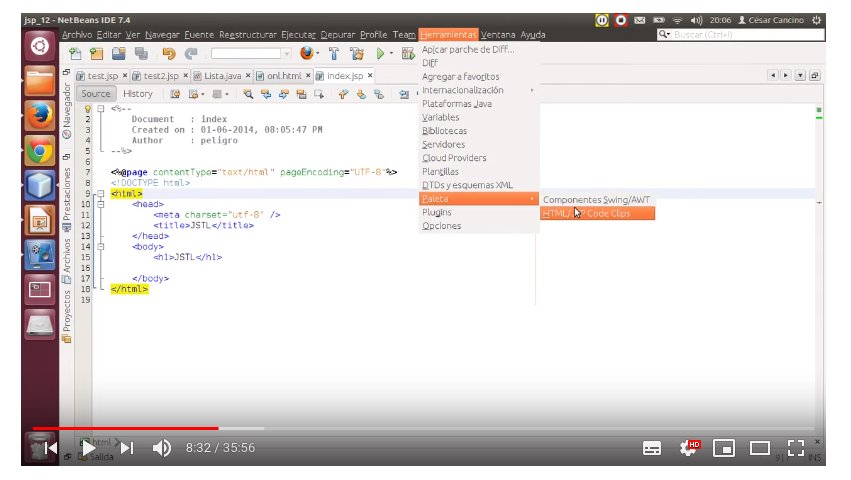 jsp_12 - NetBeans IDE 7.4
20:06 César Cancino
Archivo Editar Ver Navegar Fuente Reestructurar Ejecutar Depurar Profile Team Herramientas Ventana Ayuda
Buscar (Ctrl+I)
test.jsp test2.jsp Lista.java onl.html index.jsp
Source History
Navegador
Prestaciones
Archivos
Proyectos
Aplicar parche de Diff...
Diff
Agregar a favoritos
Internacionalización
Plataformas Java
Variables
Bibliotecas
Servidores
Cloud Providers
Plantillas
DTDs y esquemas XML
Paleta
Plugins
Opciones
Componentes Swing/AWT
HTML/JSP Code Clips
1 <%--
2 Document : index
3 Created on : 01-06-2014, 08:05:47 PM
4 Author : peligro
5 --%>
6
7 <%@page contentType="text/html" pageEncoding="UTF-8"%>
8 <!DOCTYPE html>
9 <html>
10 <head>
11 <meta charset="utf-8" />
12 <title>JSTL</title>
13 </head>
14 <body>
15 <h1>JSTL</h1>
16
17 </body>
18 </html>
19
html
8:32 / 35:56
HD
Salida
INS